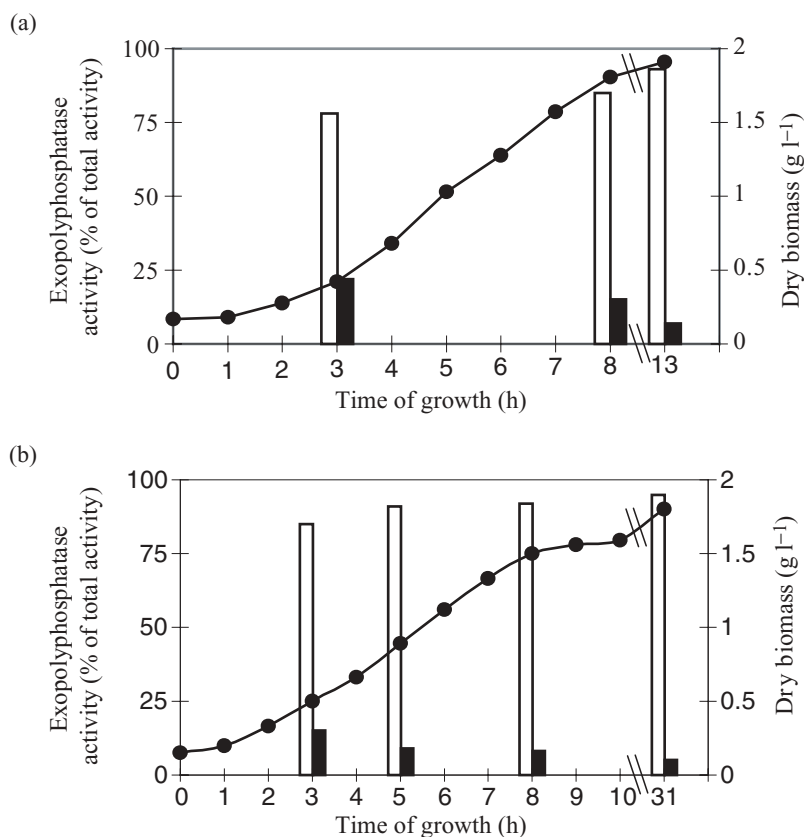 (a)
Exopolyphosphatase
activity (% of total activity)
100
75
50
25
0
2
1.5
1
0.5
0
Dry biomass (g l⁻¹)
0 1 2 3 4 5 6 7 8 13
Time of growth (h)
(b)
Exopolyphosphatase
activity (% of total activity)
100
75
50
25
0
2
1.5
1
0.5
0
Dry biomass (g l⁻¹)
0 1 2 3 4 5 6 7 8 9 10 31
Time of growth (h)